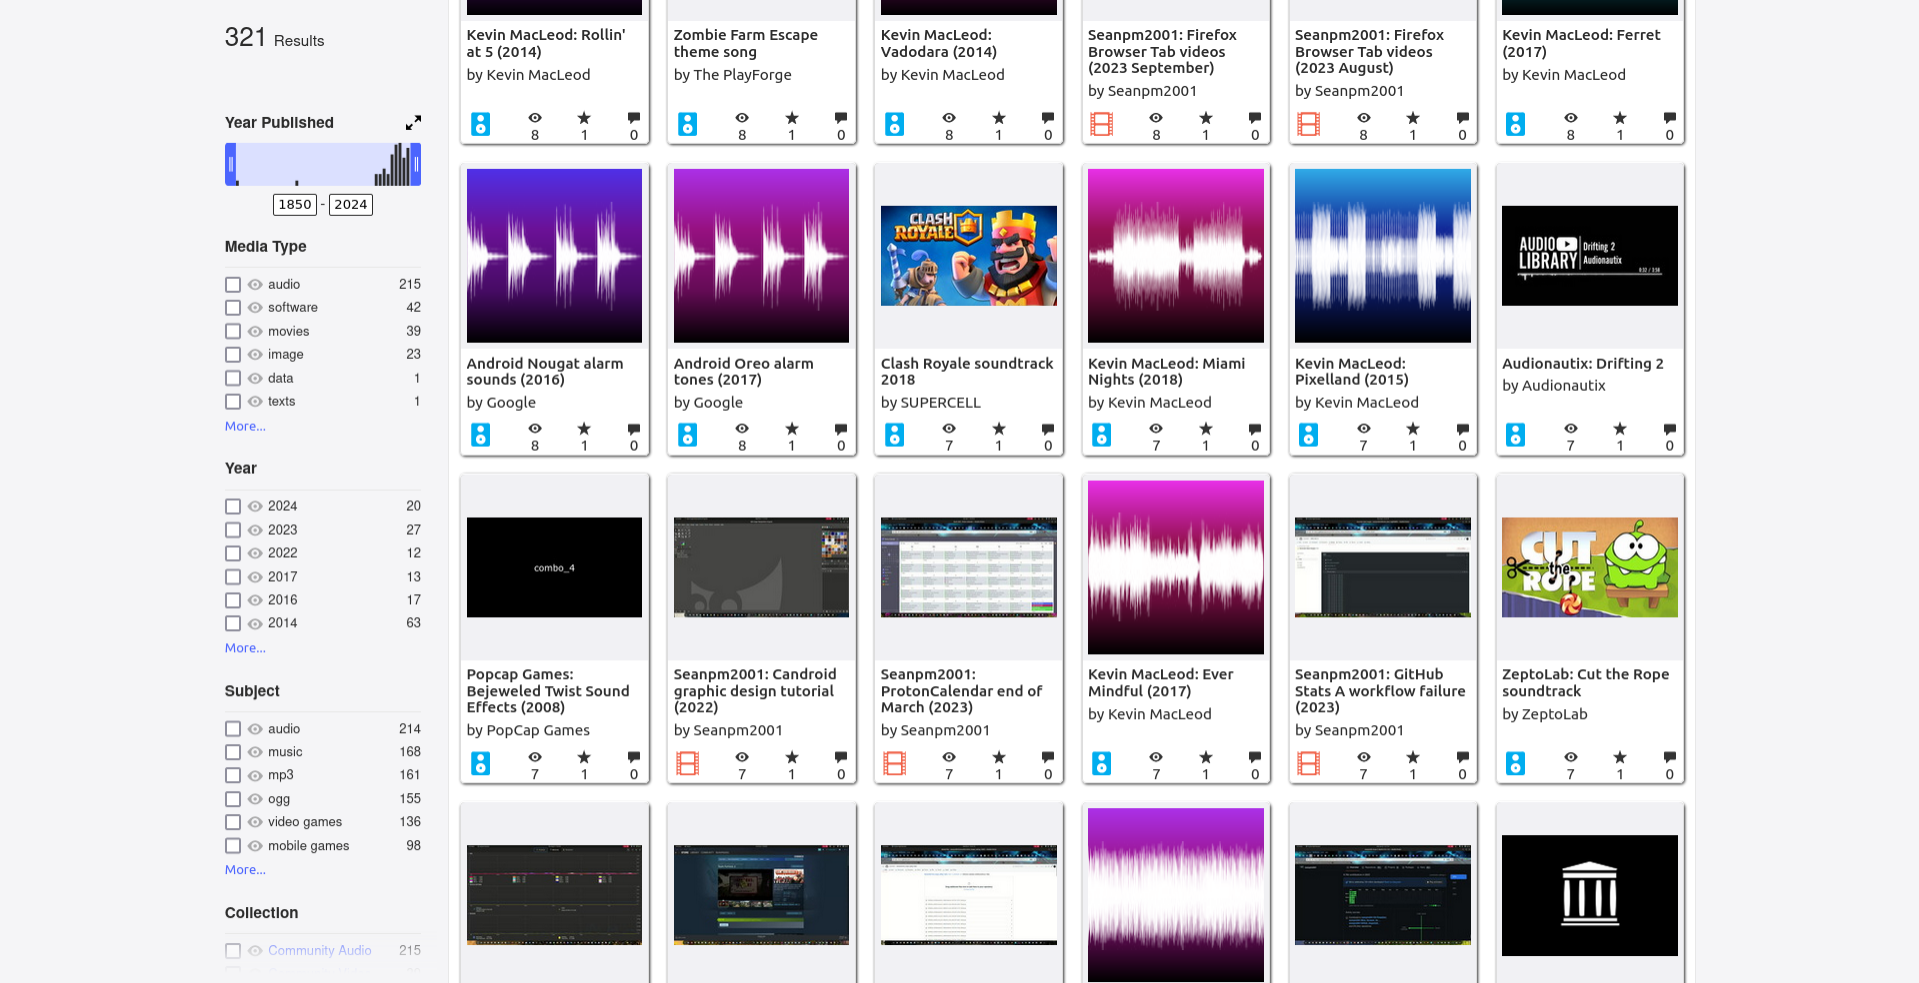 321 Results
Year Published
1850 - 2024
Media Type
audio 215
software 42
movies 39
image 23
data 1
texts 1
More...
Year
2024 20
2023 27
2022 12
2017 13
2016 17
2014 63
More...
Subject
audio 214
music 168
mp3 161
ogg 155
video games 136
mobile games 98
More...
Collection
Community Audio 215
Kevin MacLeod: Rollin'
at 5 (2014)
by Kevin MacLeod
8 1 0
Zombie Farm Escape
theme song
by The PlayForge
8 1 0
Kevin MacLeod:
Vadodara (2014)
by Kevin MacLeod
8 1 0
Seanpm2001: Firefox
Browser Tab videos
(2023 September)
by Seanpm2001
8 1 0
Seanpm2001: Firefox
Browser Tab videos
(2023 August)
by Seanpm2001
8 1 0
Kevin MacLeod: Ferret
(2017)
by Kevin MacLeod
8 1 0
Android Nougat alarm
sounds (2016)
by Google
8 1 0
Android Oreo alarm
tones (2017)
by Google
8 1 0
CLASH
ROYALE
Clash Royale soundtrack
2018
by SUPERCELL
7 1 0
Kevin MacLeod: Miami
Nights (2018)
by Kevin MacLeod
7 1 0
Kevin MacLeod:
Pixelland (2015)
by Kevin MacLeod
7 1 0
AUDIO
LIBRARY
Drifting 2
Audionautix
Audionautix: Drifting 2
by Audionautix
7 1 0
combo_4
Popcap Games:
Bejeweled Twist Sound
Effects (2008)
by PopCap Games
7 1 0
Seanpm2001: Candroid
graphic design tutorial
(2022)
by Seanpm2001
7 1 0
Seanpm2001:
ProtonCalendar end of
March (2023)
by Seanpm2001
7 1 0
Kevin MacLeod: Ever
Mindful (2017)
by Kevin MacLeod
7 1 0
Seanpm2001: GitHub
Stats A workflow failure
(2023)
by Seanpm2001
7 1 0
CUT
the
ROPE
ZeptoLab: Cut the Rope
soundtrack
by ZeptoLab
7 1 0